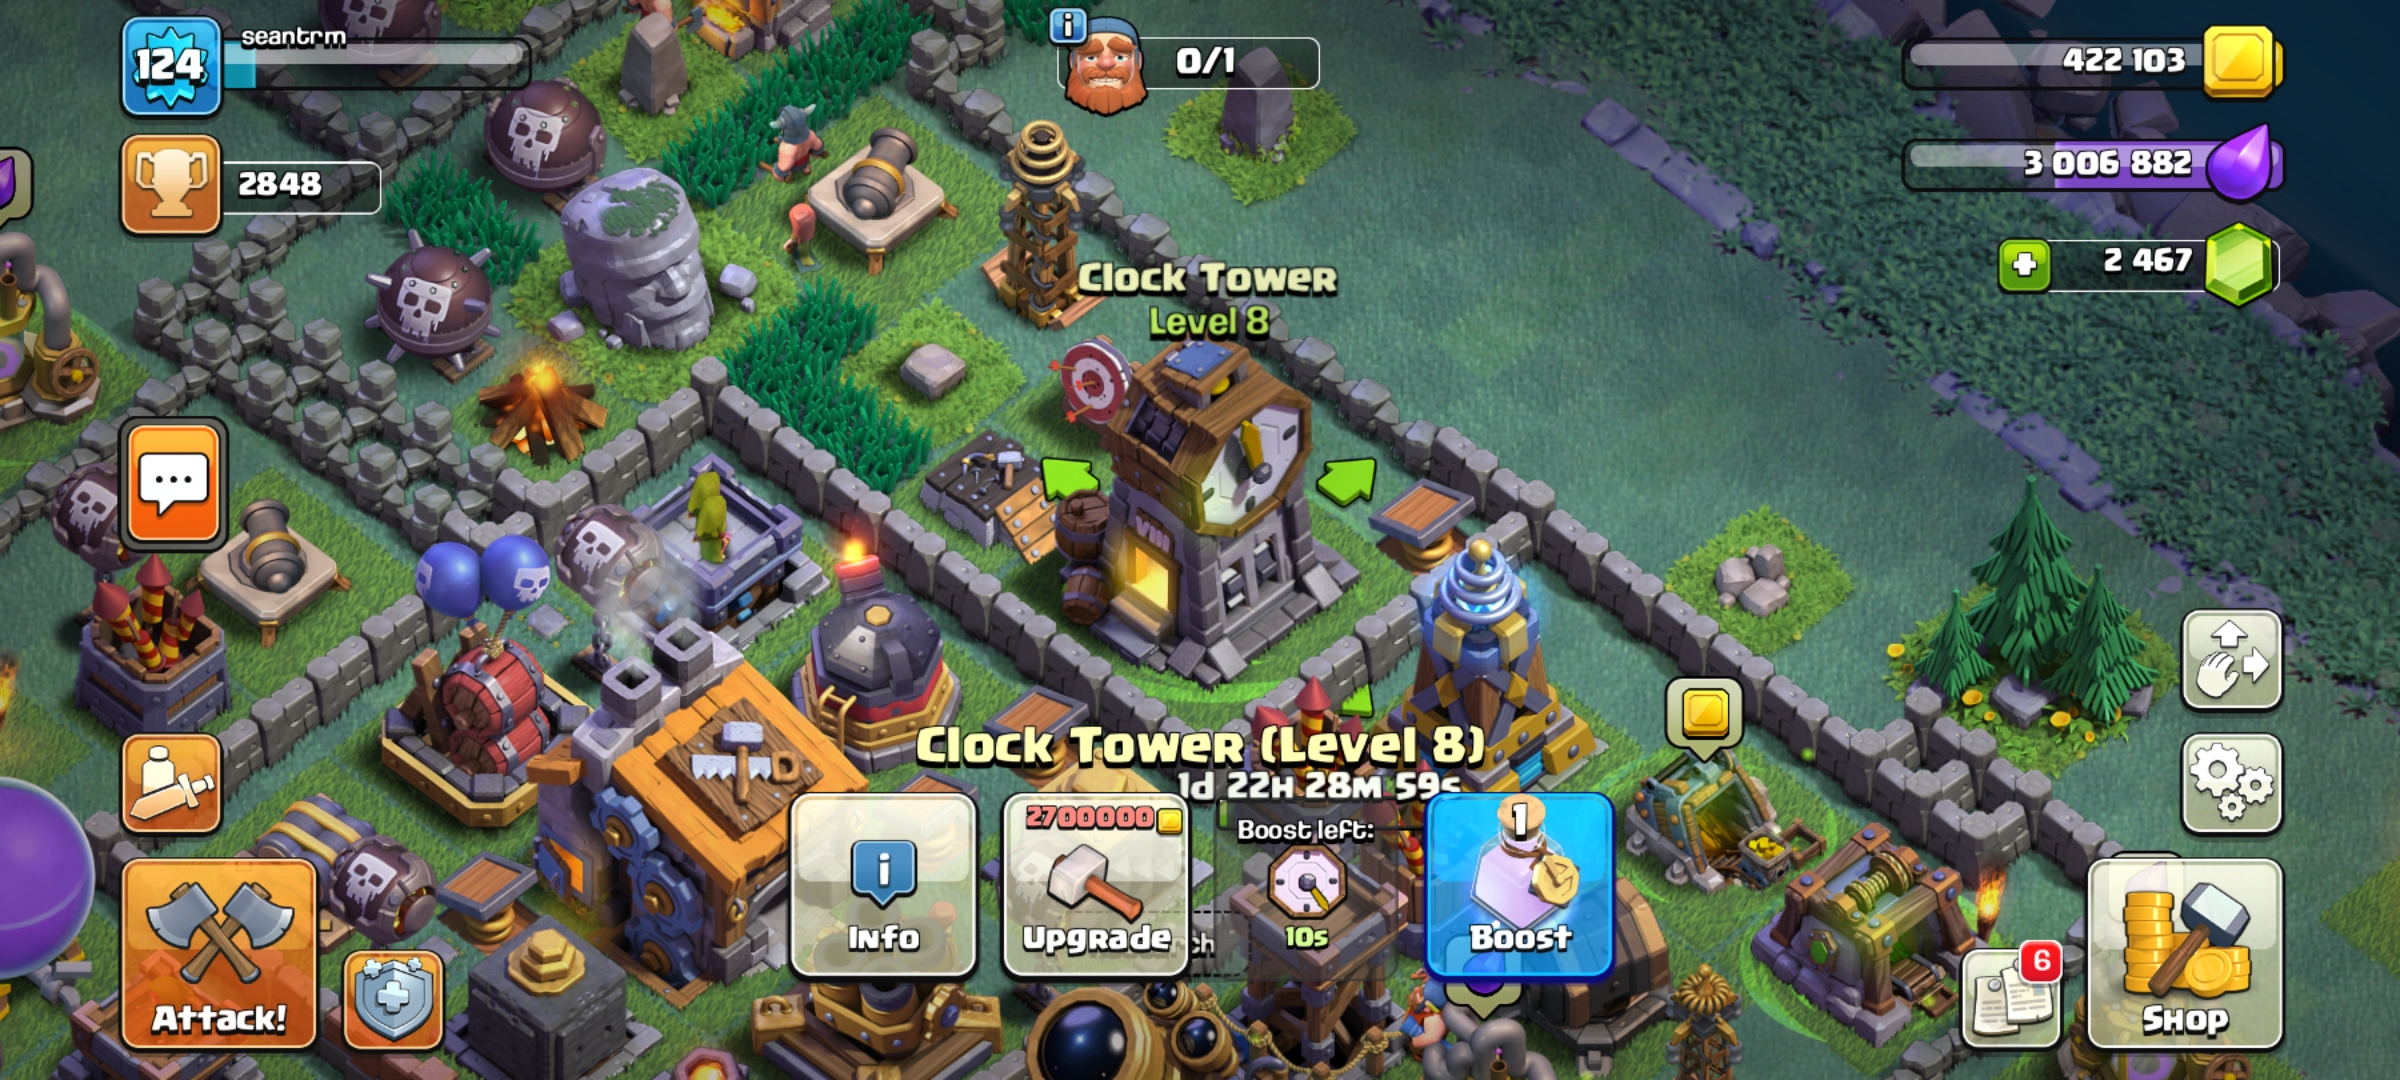 124
seantrm
i
0/1
422 103
2848
3 006 882
2 467
Clock Tower
Level 8
VIII
Clock Tower (Level 8)
1d 22H 28M 59s
2700000
Boost left:
1
i
Info
Upgrade
10s
Boost
Attack!
6
Shop